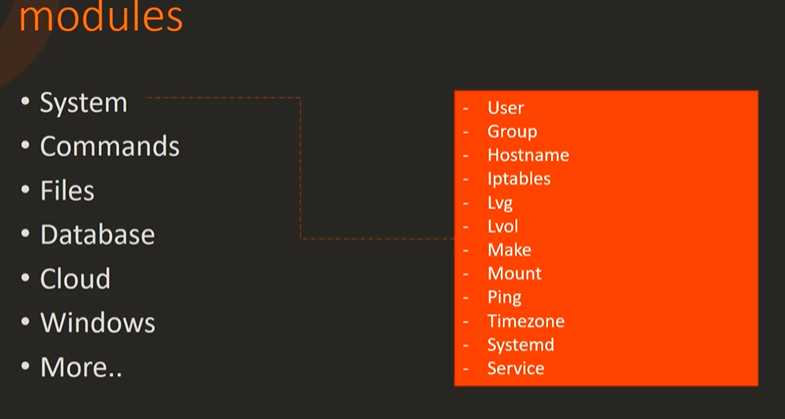 modules
• System
• Commands
• Files
• Database
• Cloud
• Windows
• More..
- User
- Group
- Hostname
- Iptables
- Lvg
- Lvol
- Make
- Mount
- Ping
- Timezone
- Systemd
- Service